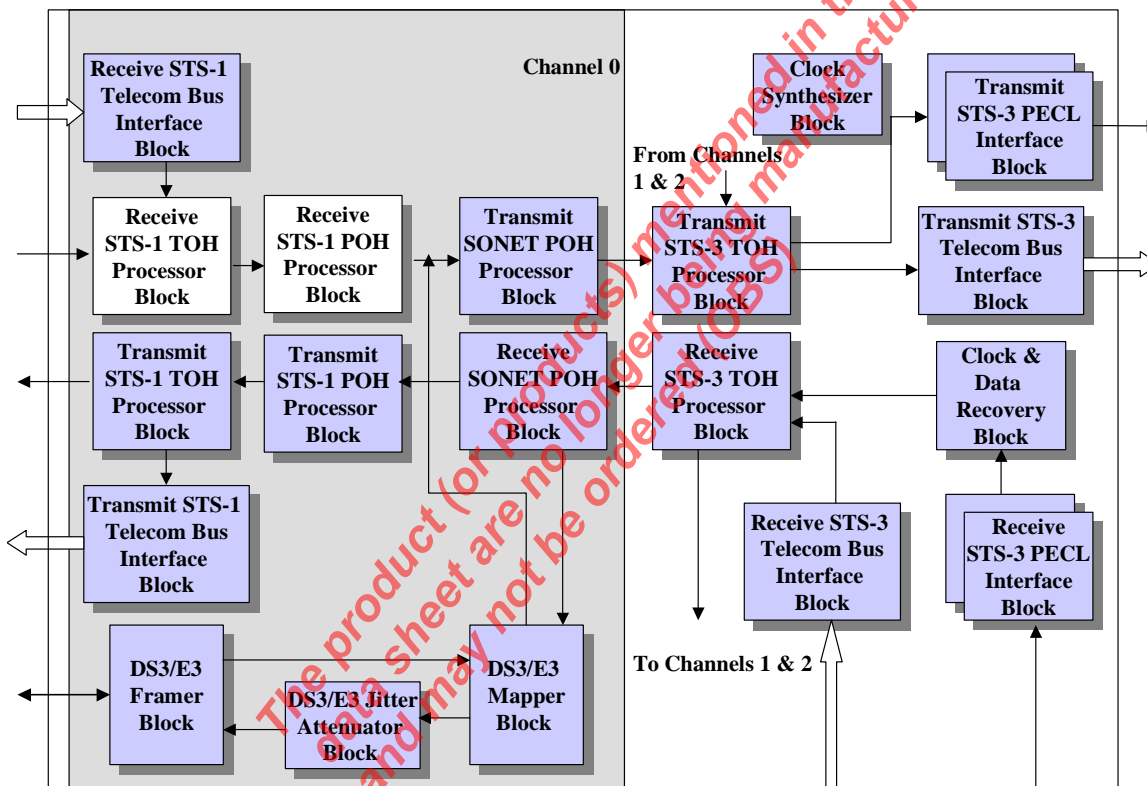 Receive STS-1
Telecom Bus
Interface
Block
Channel 0
Clock
Synthesizer
Block
Transmit
STS-3 PECL
Interface
Block
From Channels
1 & 2
Receive
STS-1 TOH
Processor
Block
Receive
STS-1 POH
Processor
Block
Transmit
SONET POH
Processor
Block
Transmit
STS-3 TOH
Processor
Block
Transmit STS-3
Telecom Bus
Interface
Block
Transmit
STS-1 TOH
Processor
Block
Transmit
STS-1 POH
Processor
Block
Receive
SONET POH
Processor
Block
Receive
STS-3 TOH
Processor
Block
Clock &
Data
Recovery
Block
Transmit STS-1
Telecom Bus
Interface
Block
Receive STS-3
Telecom Bus
Interface
Block
Receive
STS-3 PECL
Interface
Block
To Channels 1 & 2
DS3/E3
Framer
Block
DS3/E3 Jitter
Attenuator
Block
DS3/E3
Mapper
Block
The product (or products) mentioned in
data sheet are no longer being
and may not be ordered (OBS)